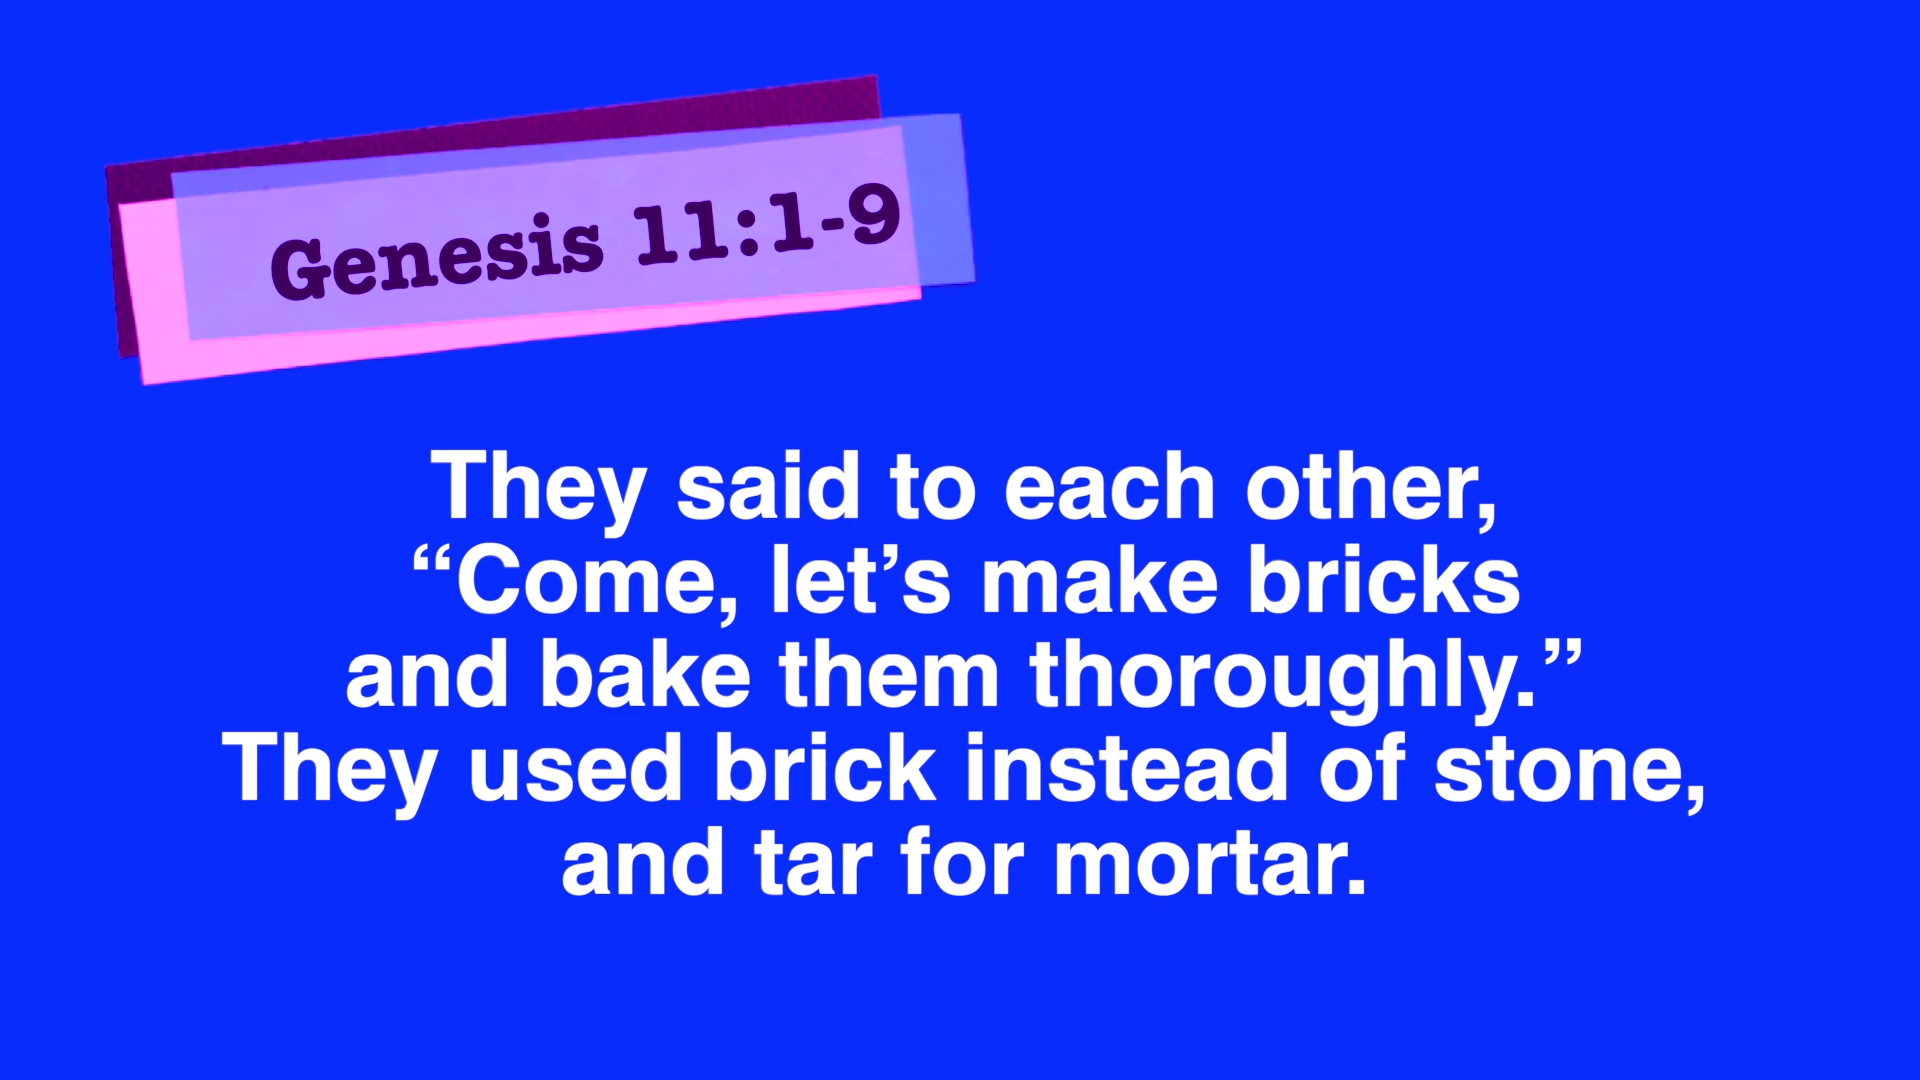 Genesis 11:1-9
They said to each other,
“Come, let’s make bricks
and bake them thoroughly.”
They used brick instead of stone,
and tar for mortar.